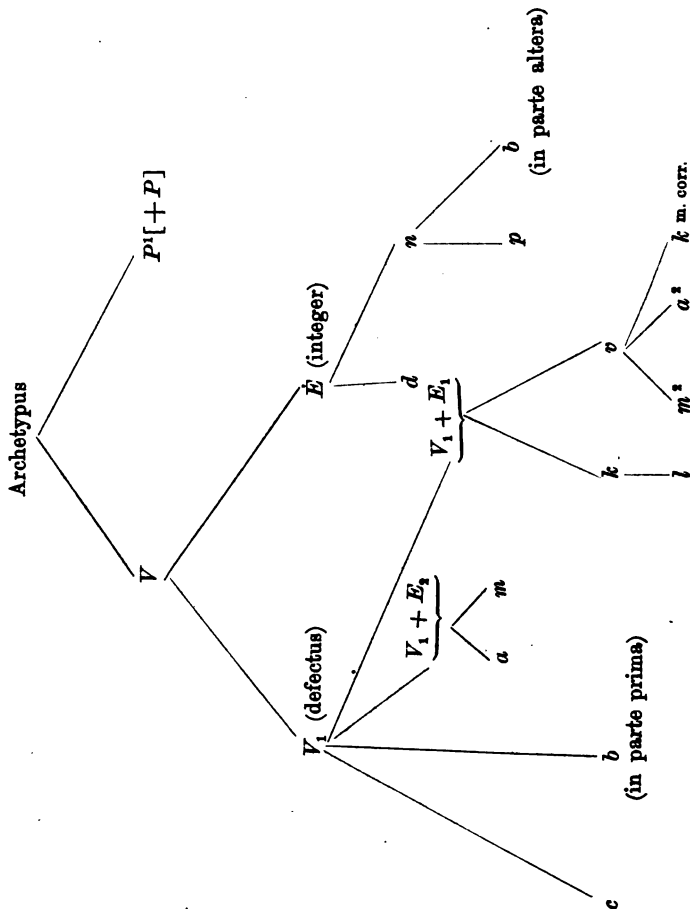 Archetypus
V P¹[+P]
V₁ (defectus) E (integer)
V₁ + E₂ V₁ + E₁ d n
a m p b
(in parte altera)
c b k v
(in parte prima)
l m² a² k m. corr.